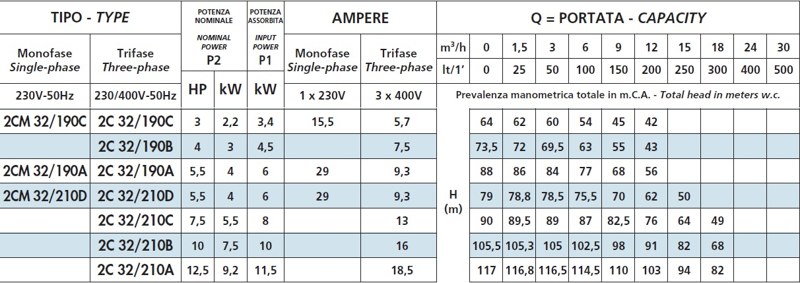 TIPO - TYPE POTENZA NOMINALE NOMINAL POWER P2 POTENZA ASSORBITA INPUT POWER P1 AMPERE Q = PORTATA - CAPACITY
Monofase Single-phase Trifase Three-phase Monofase Single-phase Trifase Three-phase m³/h 0 1,5 3 6 9 12 15 18 24 30
lt/1' 0 25 50 100 150 200 250 300 400 500
230V-50Hz 230/400V-50Hz HP kW kW 1 x 230V 3 x 400V Prevalenza manometrica totale in m.C.A. - Total head in meters w.c.
2CM 32/190C 2C 32/190C 3 2,2 3,4 15,5 5,7 64 62 60 54 45 42
2C 32/190B 4 3 4,5 7,5 73,5 72 69,5 63 55 43
2CM 32/190A 2C 32/190A 5,5 4 6 29 9,3 88 86 84 77 68 56
2CM 32/210D 2C 32/210D 5,5 4 6 29 9,3 H (m) 79 78,8 78,5 75,5 70 62 50
2C 32/210C 7,5 5,5 8 13 90 89,5 89 87 82,5 76 64 49
2C 32/210B 10 7,5 10 16 105,5 105,3 105 102,5 98 91 82 68
2C 32/210A 12,5 9,2 11,5 18,5 117 116,8 116,5 114,5 110 103 94 82